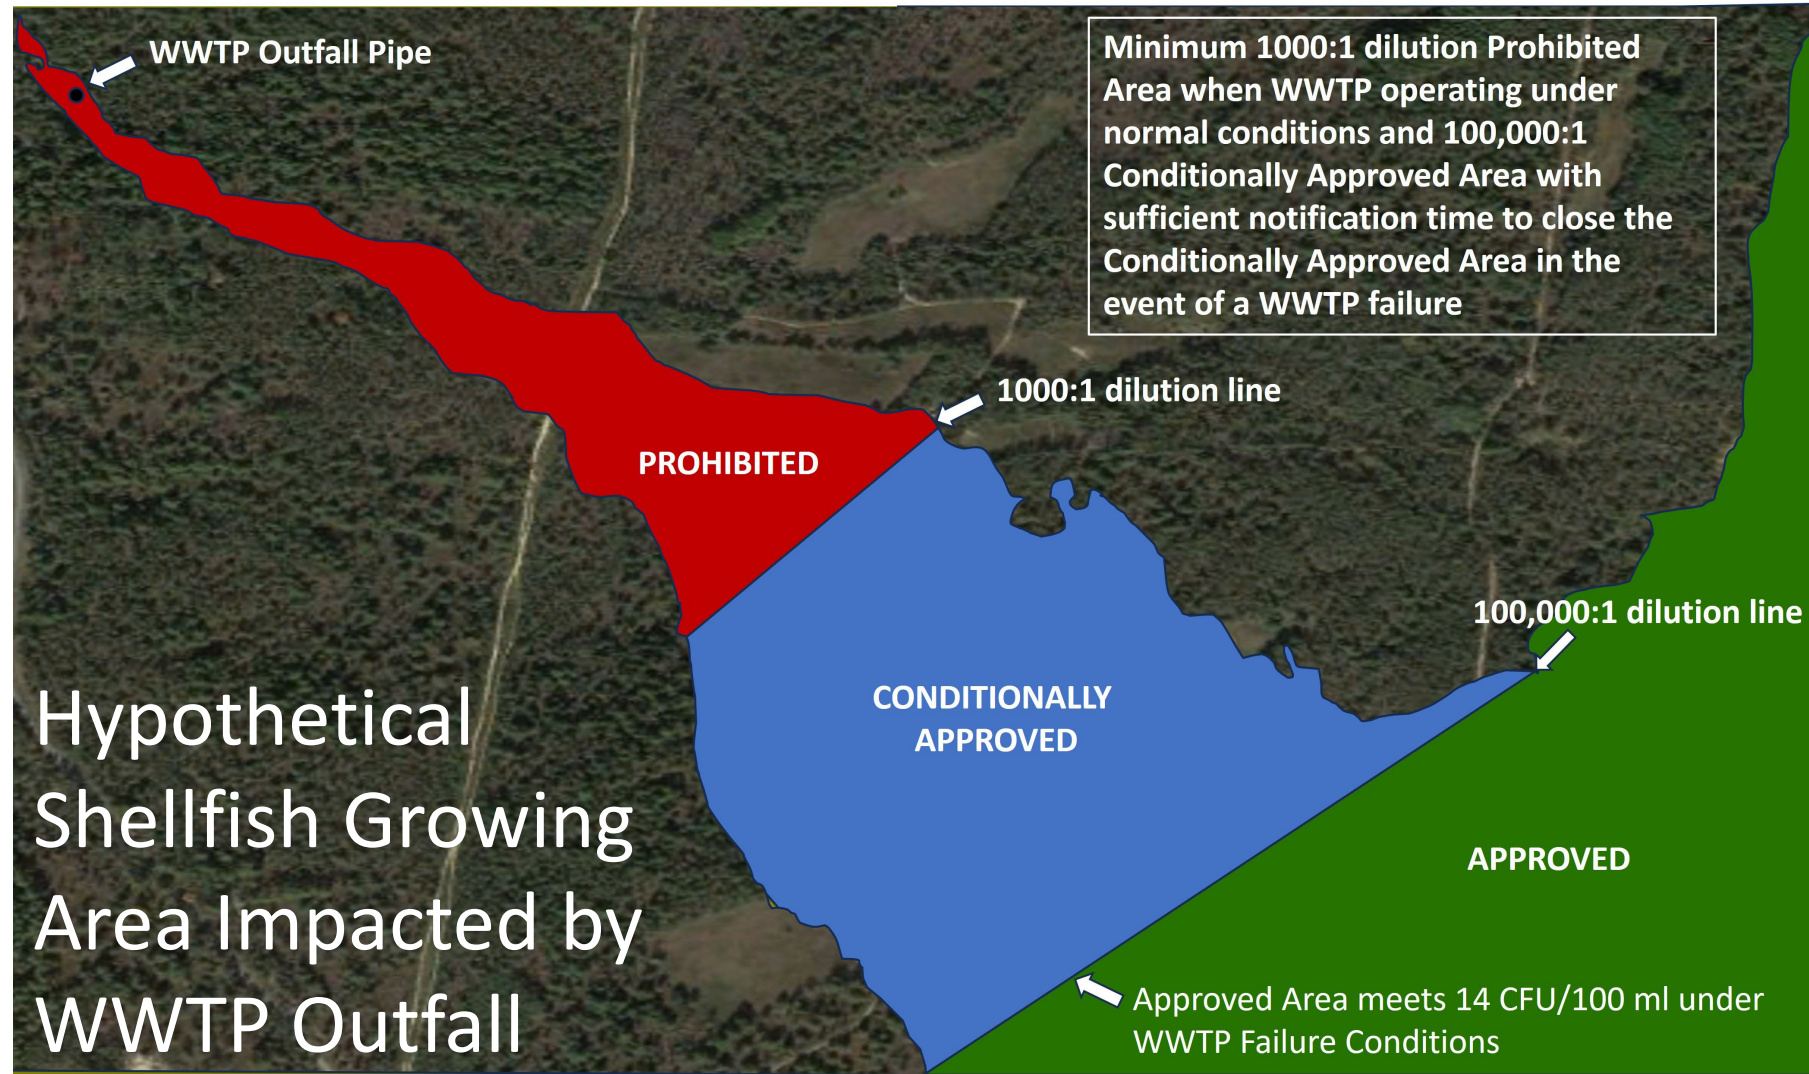 WWTP Outfall Pipe
Minimum 1000:1 dilution Prohibited
Area when WWTP operating under
normal conditions and 100,000:1
Conditionally Approved Area with
sufficient notification time to close the
Conditionally Approved Area in the
event of a WWTP failure
1000:1 dilution line
PROHIBITED
100,000:1 dilution line
CONDITIONALLY
APPROVED
Hypothetical
Shellfish Growing
Area Impacted by
WWTP Outfall
APPROVED
Approved Area meets 14 CFU/100 ml under
WWTP Failure Conditions